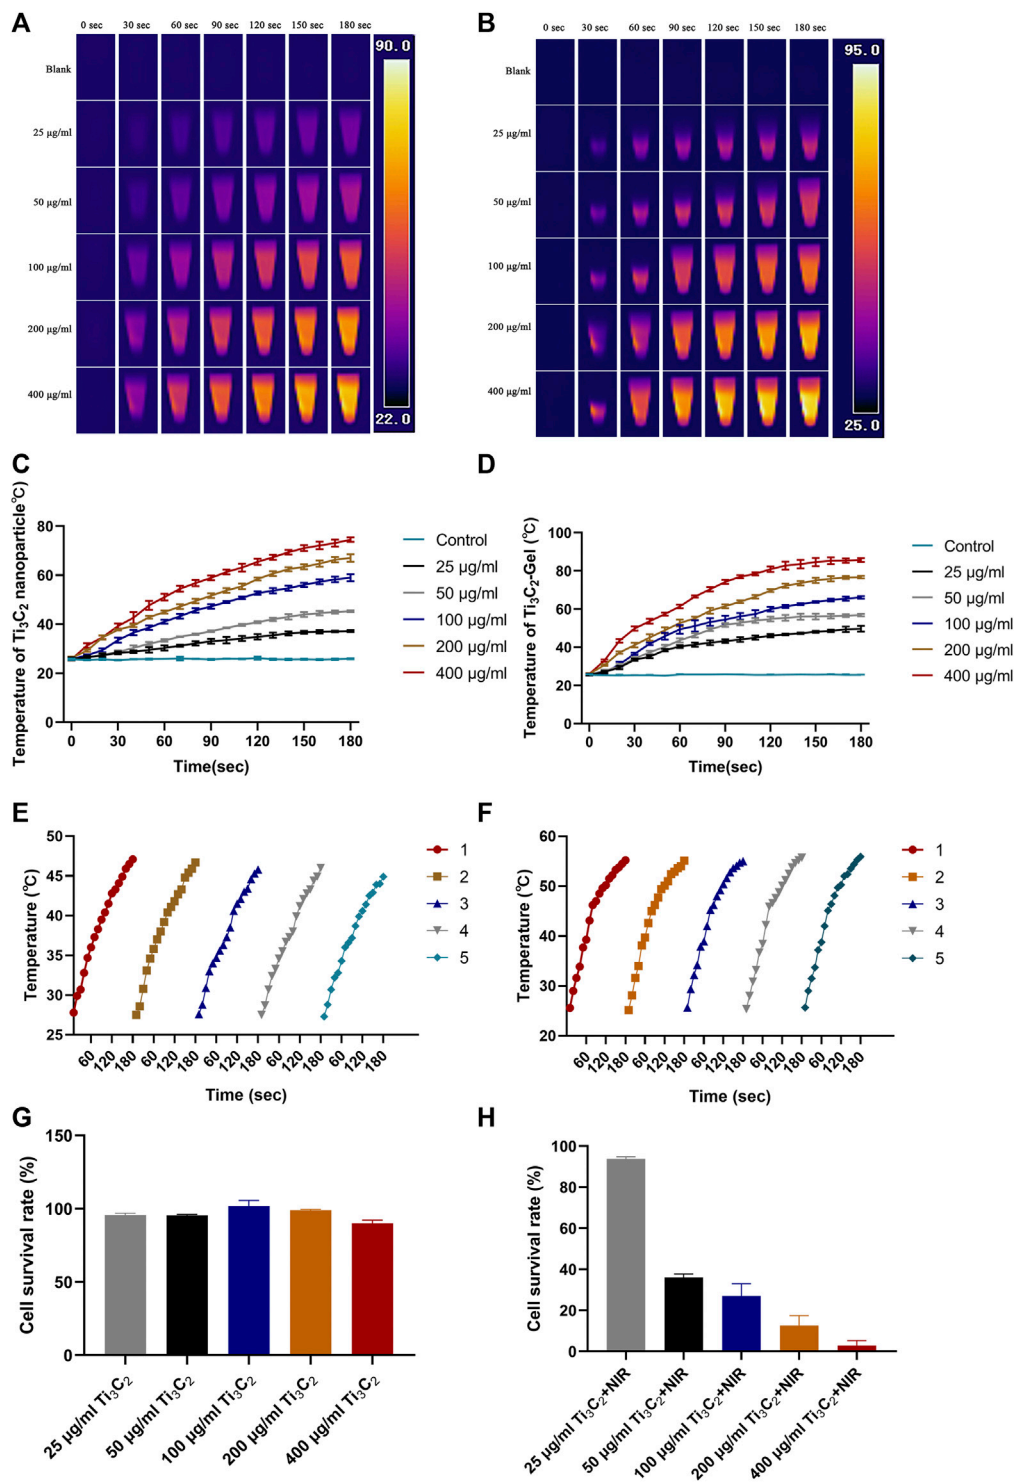 A
0 sec 30 sec 60 sec 90 sec 120 sec 150 sec 180 sec
90.0
Blank
25 µg/ml
50 µg/ml
100 µg/ml
200 µg/ml
400 µg/ml
22.0
B
0 sec 30 sec 60 sec 90 sec 120 sec 150 sec 180 sec
95.0
Blank
25 µg/ml
50 µg/ml
100 µg/ml
200 µg/ml
400 µg/ml
25.0
C
Temperature of Ti₃C₂ nanoparticle℃)
80
60
40
20
0
0 30 60 90 120 150 180
Time(sec)
Control
25 µg/ml
50 µg/ml
100 µg/ml
200 µg/ml
400 µg/ml
D
Temperature of Ti₃C₂-Gel (℃)
100
80
60
40
20
0
0 30 60 90 120 150 180
Time(sec)
Control
25 µg/ml
50 µg/ml
100 µg/ml
200 µg/ml
400 µg/ml
E
Temperature (℃)
50
45
40
35
30
25
60 120 180 60 120 180 60 120 180 60 120 180 60 120 180
Time (sec)
1
2
3
4
5
F
Temperature (℃)
60
50
40
30
20
60 120 180 60 120 180 60 120 180 60 120 180 60 120 180
Time (sec)
1
2
3
4
5
G
Cell survival rate (%)
150
100
50
0
25 µg/ml Ti₃C₂
50 µg/ml Ti₃C₂
100 µg/ml Ti₃C₂
200 µg/ml Ti₃C₂
400 µg/ml Ti₃C₂
H
Cell survival rate (%)
100
80
60
40
20
0
25 µg/ml Ti₃C₂+NIR
50 µg/ml Ti₃C₂+NIR
100 µg/ml Ti₃C₂+NIR
200 µg/ml Ti₃C₂+NIR
400 µg/ml Ti₃C₂+NIR